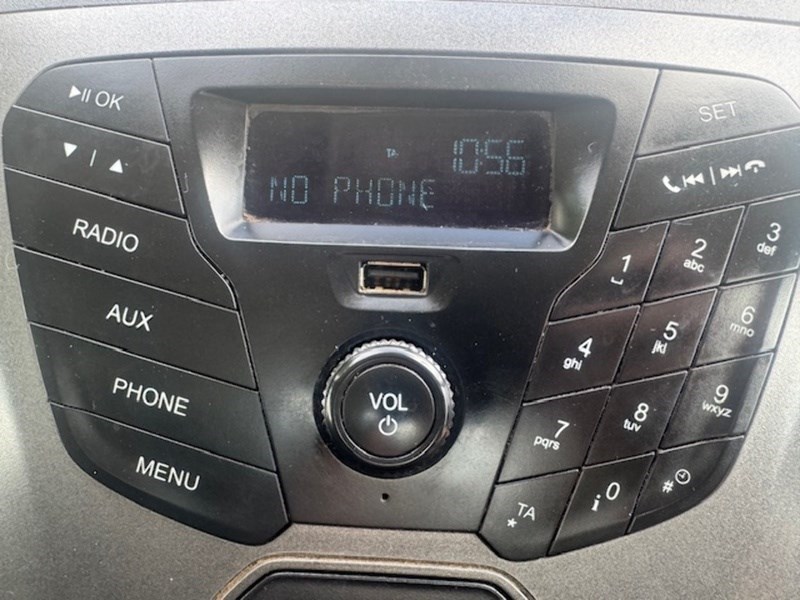 OK
SET
TA 10:56
NO PHONE
RADIO
AUX
PHONE
MENU
VOL
1
2 abc
3 def
4 ghi
5 jkl
6 mno
7 pqrs
8 tuv
9 wxyz
* TA
i 0
#